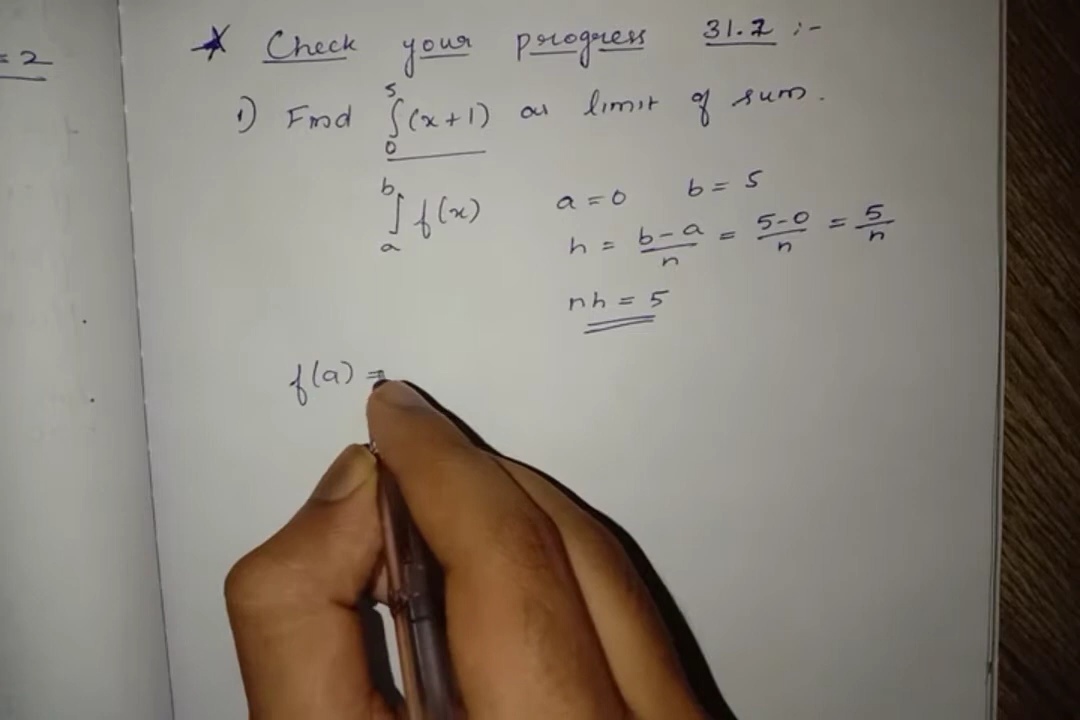 = 2
* Check your progress 31.2 :-
1) Find ∫₀⁵ (x+1) as limit of sum.
∫ₐᵇ f(x) a = 0 b = 5
h = b-a/n = 5-0/n = 5/n
nh = 5
f(a) =